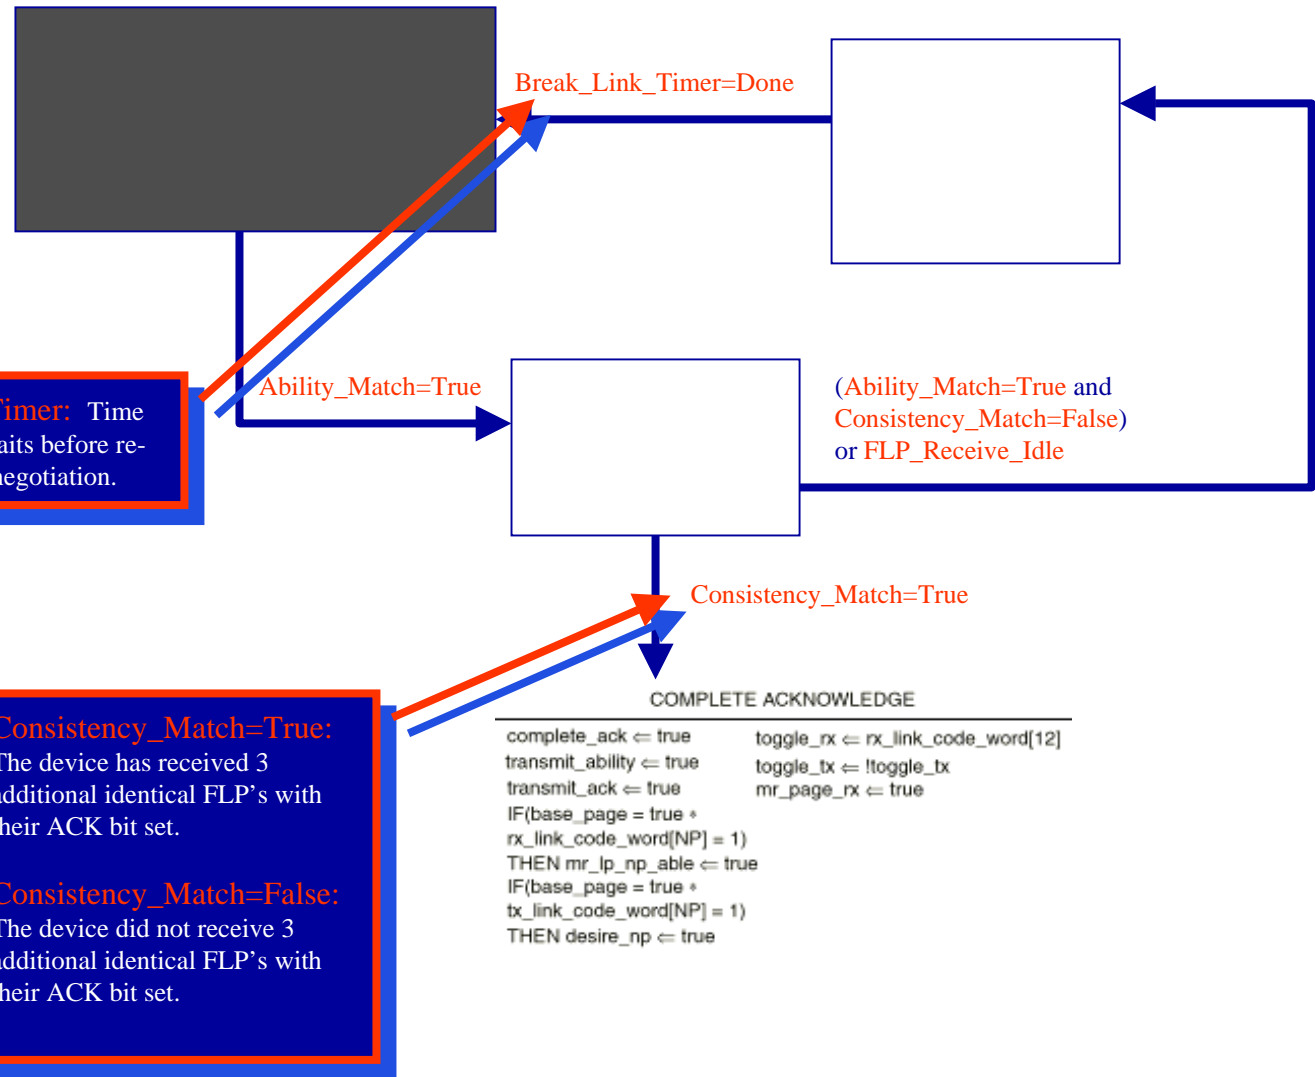 Break_Link_Timer=Done
Ability_Match=True
(Ability_Match=True and
Consistency_Match=False)
or FLP_Receive_Idle
Timer: Time
aits before re-
negotiation.
Consistency_Match=True
Consistency_Match=True:
The device has received 3
additional identical FLP's with
their ACK bit set.
Consistency_Match=False:
The device did not receive 3
additional identical FLP's with
their ACK bit set.
COMPLETE ACKNOWLEDGE
complete_ack ⇐ true
transmit_ability ⇐ true
transmit_ack ⇐ true
IF(base_page = true *
rx_link_code_word[NP] = 1)
THEN mr_lp_np_able ⇐ true
IF(base_page = true *
tx_link_code_word[NP] = 1)
THEN desire_np ⇐ true
toggle_rx ⇐ rx_link_code_word[12]
toggle_tx ⇐ !toggle_tx
mr_page_rx ⇐ true